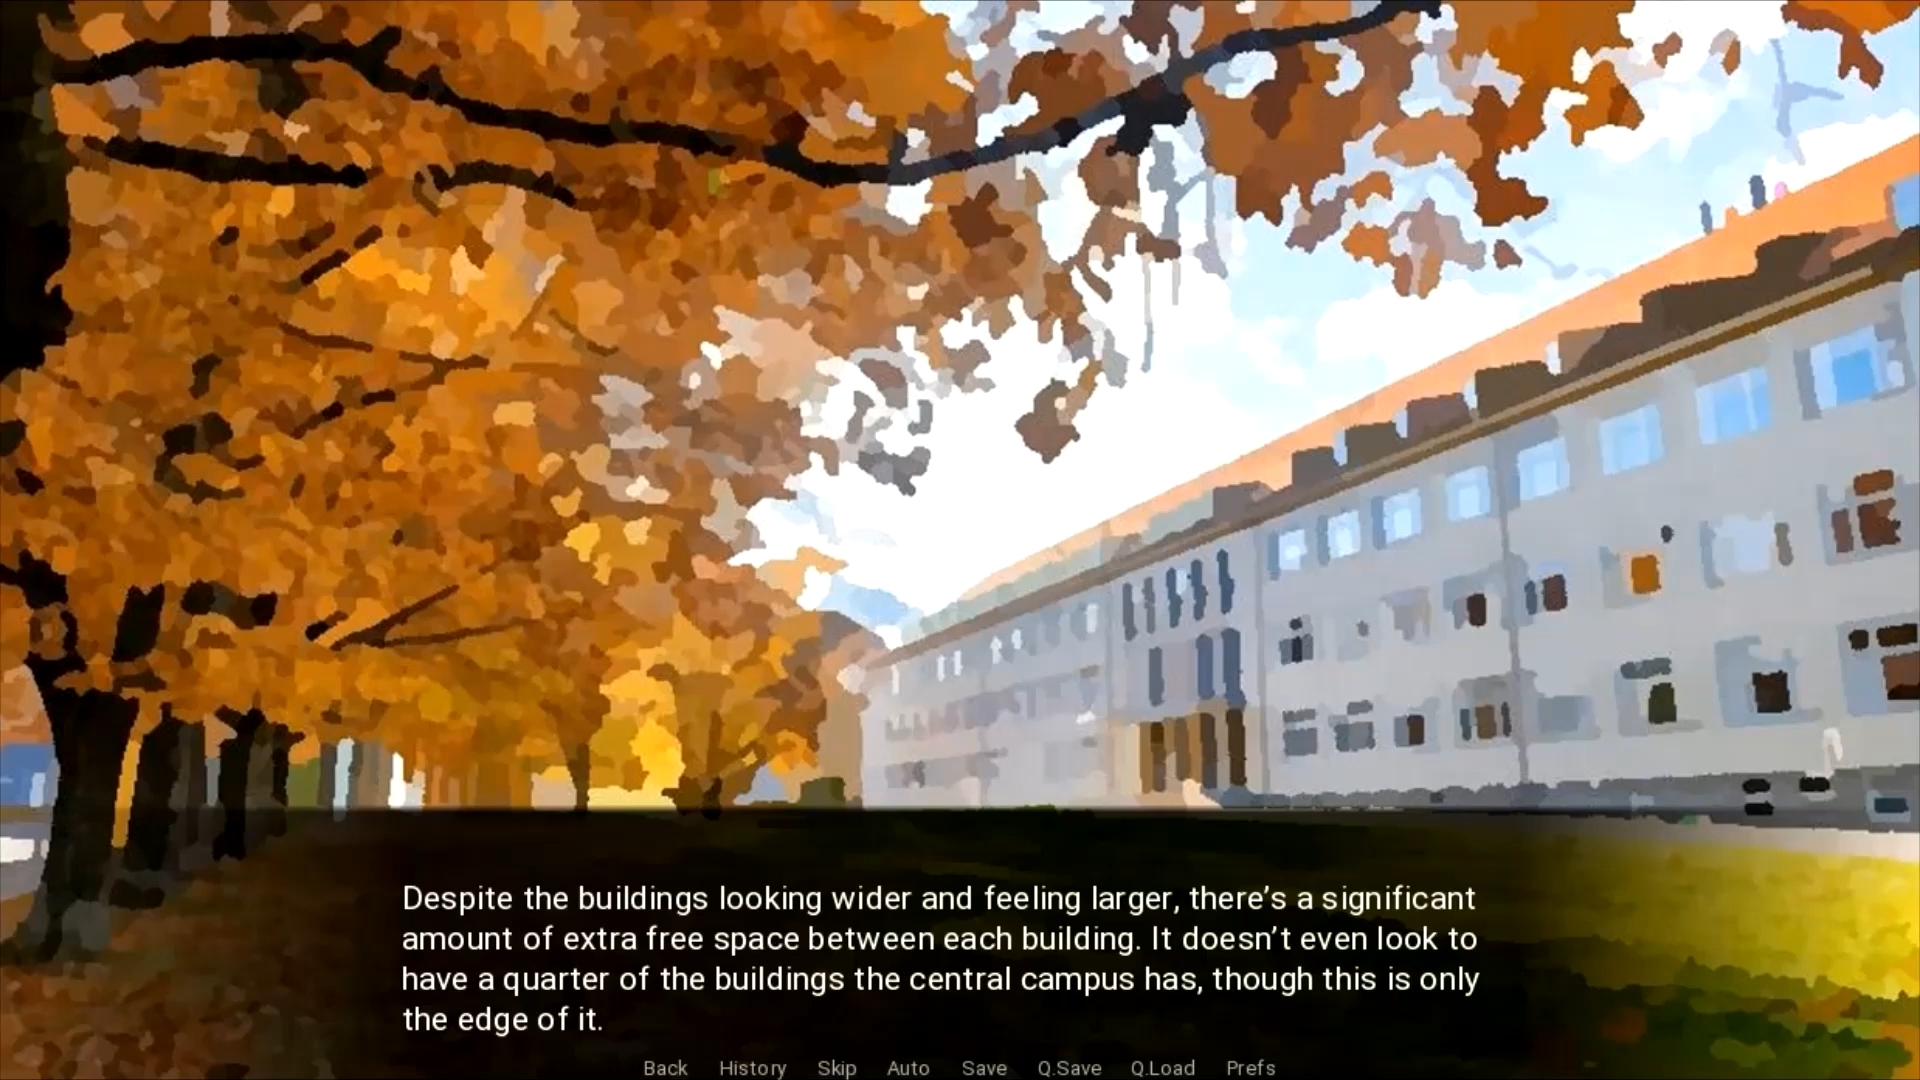 Despite the buildings looking wider and feeling larger, there’s a significant
amount of extra free space between each building. It doesn’t even look to
have a quarter of the buildings the central campus has, though this is only
the edge of it.
Back History Skip Auto Save Q.Save Q.Load Prefs